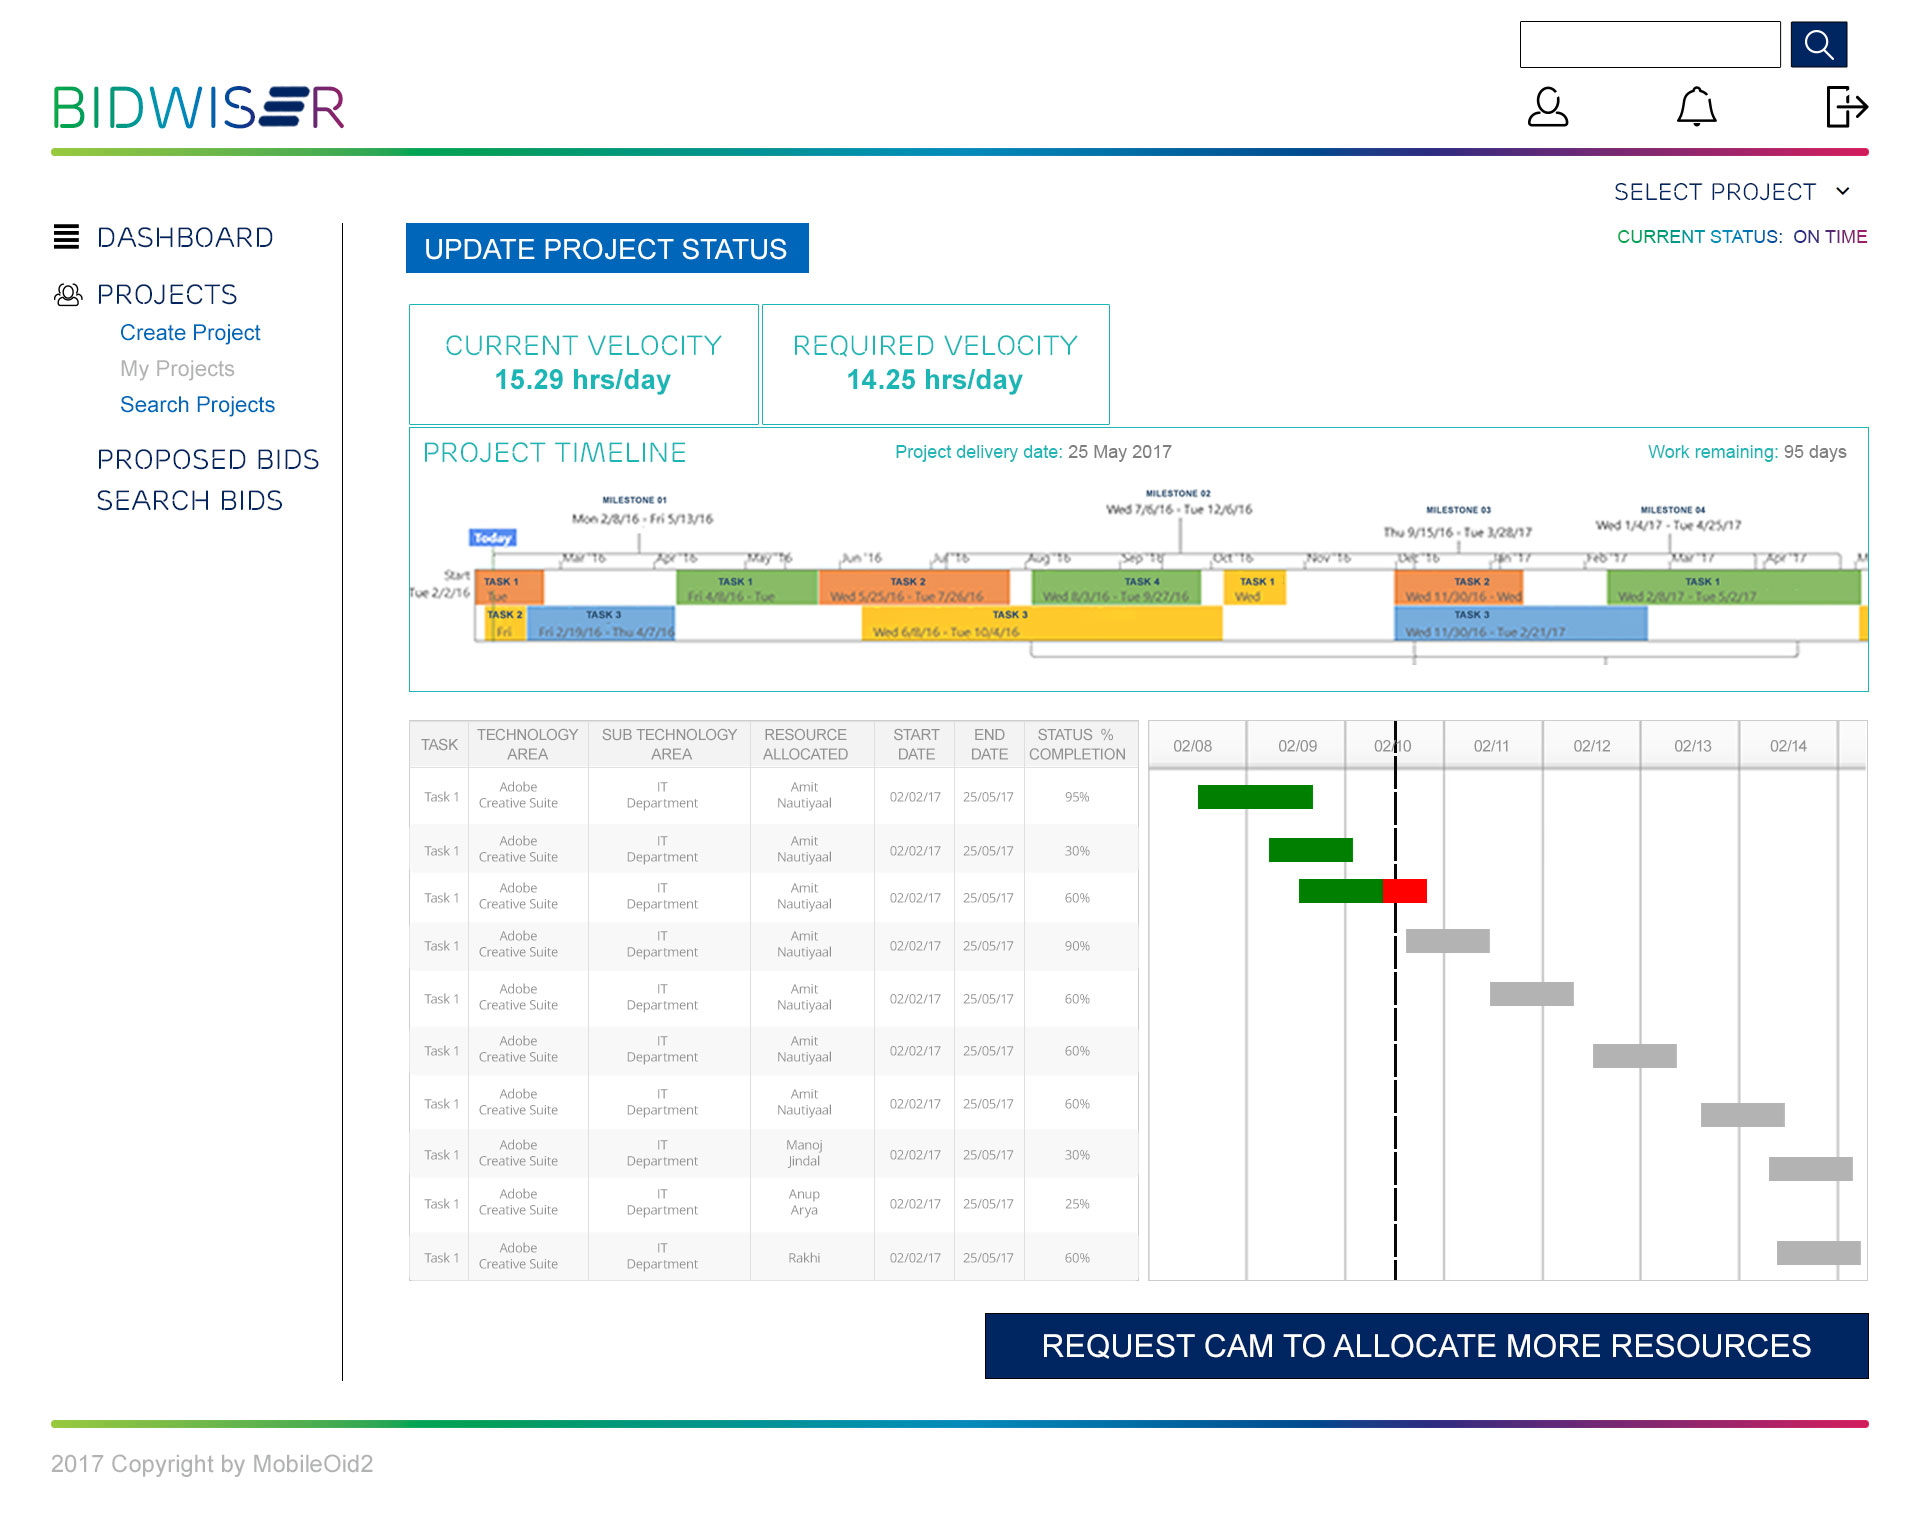 BIDWISER
SELECT PROJECT
DASHBOARD
UPDATE PROJECT STATUS
CURRENT STATUS: ON TIME
PROJECTS
Create Project
My Projects
Search Projects
PROPOSED BIDS
SEARCH BIDS
CURRENT VELOCITY
15.29 hrs/day
REQUIRED VELOCITY
14.25 hrs/day
PROJECT TIMELINE
Project delivery date: 25 May 2017
Work remaining: 95 days
MILESTONE 01
Mon 2/8/16 - Fri 5/13/16
MILESTONE 02
Wed 7/6/16 - Tue 12/6/16
MILESTONE 03
Thu 9/15/16 - Tue 3/28/17
MILESTONE 04
Wed 1/4/17 - Tue 4/25/17
Today
Mar '16 Apr '16 May '16 Jun '16 Jul '16 Aug '16 Sep '16 Oct '16 Nov '16 Dec '16 Jan '17 Feb '17 Mar '17 Apr '17 M
Start
Tue 2/2/16
TASK 1 TASK 1 TASK 2 TASK 4 TASK 1 TASK 2 TASK 1
Tue Fri 4/8/16 - Tue Wed 5/25/16 - Tue 7/26/16 Wed 8/3/16 - Tue 9/27/16 Wed Wed 11/30/16 - Wed Wed 2/8/17 - Tue 5/2/17
TASK 2 TASK 3 TASK 3 TASK 3
Fri Fri 2/19/16 - Thu 4/7/16 Wed 6/8/16 - Tue 10/4/16 Wed 11/30/16 - Tue 2/21/17
TASK
TECHNOLOGY
AREA
SUB TECHNOLOGY
AREA
RESOURCE
ALLOCATED
START
DATE
END
DATE
STATUS %
COMPLETION
02/08 02/09 02/10 02/11 02/12 02/13 02/14
Task 1
Adobe
Creative Suite
IT
Department
Amit
Nautiyaal
02/02/17
25/05/17
95%
Task 1
Adobe
Creative Suite
IT
Department
Amit
Nautiyaal
02/02/17
25/05/17
30%
Task 1
Adobe
Creative Suite
IT
Department
Amit
Nautiyaal
02/02/17
25/05/17
60%
Task 1
Adobe
Creative Suite
IT
Department
Amit
Nautiyaal
02/02/17
25/05/17
90%
Task 1
Adobe
Creative Suite
IT
Department
Amit
Nautiyaal
02/02/17
25/05/17
60%
Task 1
Adobe
Creative Suite
IT
Department
Amit
Nautiyaal
02/02/17
25/05/17
60%
Task 1
Adobe
Creative Suite
IT
Department
Amit
Nautiyaal
02/02/17
25/05/17
60%
Task 1
Adobe
Creative Suite
IT
Department
Manoj
Jindal
02/02/17
25/05/17
30%
Task 1
Adobe
Creative Suite
IT
Department
Anup
Arya
02/02/17
25/05/17
25%
Task 1
Adobe
Creative Suite
IT
Department
Rakhi
02/02/17
25/05/17
60%
REQUEST CAM TO ALLOCATE MORE RESOURCES
2017 Copyright by MobileOid2